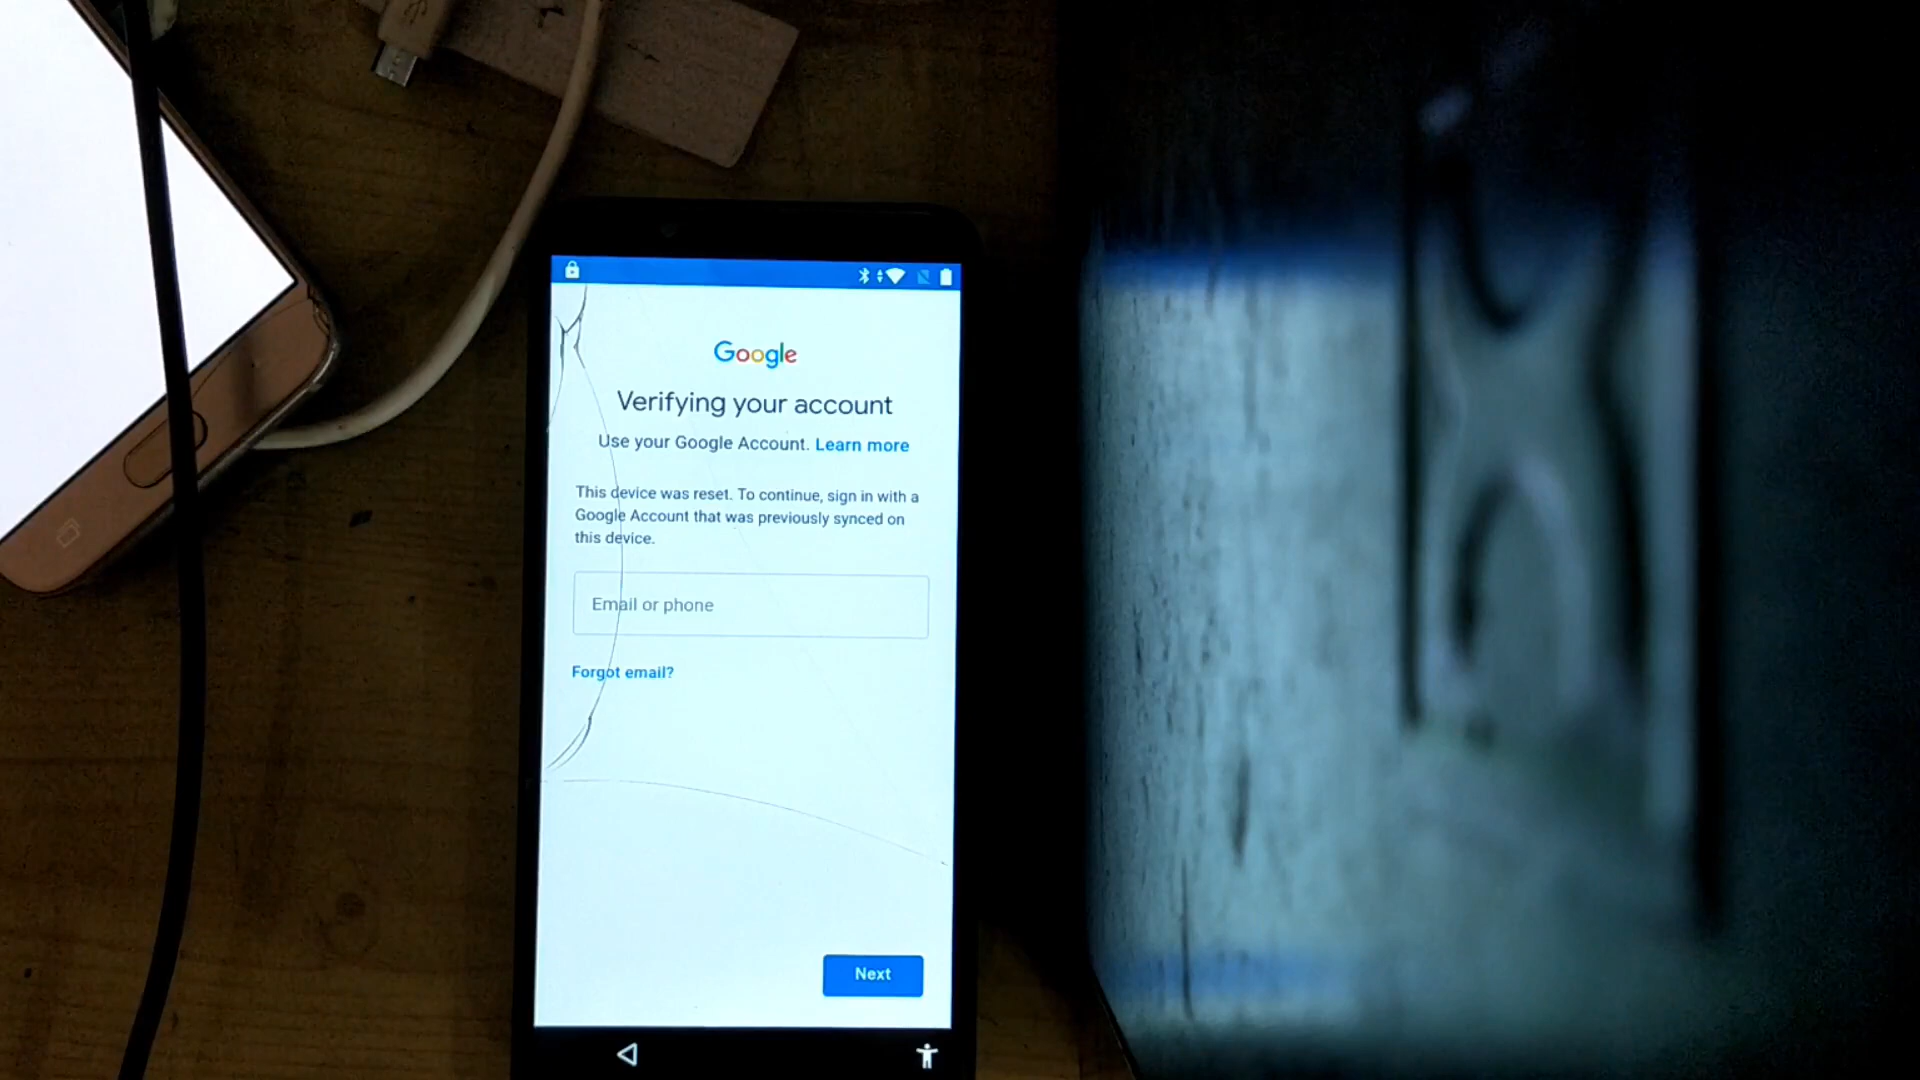 Google
Verifying your account
Use your Google Account. Learn more
This device was reset. To continue, sign in with a
Google Account that was previously synced on
this device.
Email or phone
Forgot email?
Next